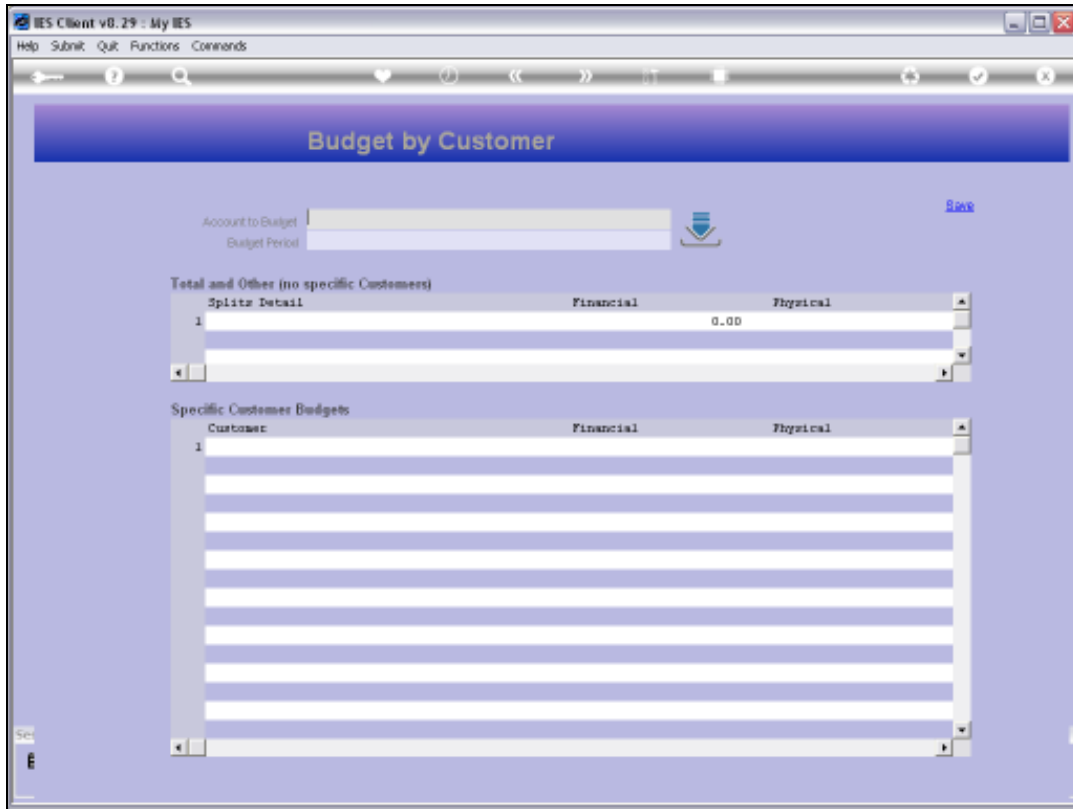 IES Client v8.29 : My IES
Help Submit Quit Functions Commands
Budget by Customer
Save
Account to Budget
Budget Period
Total and Other (no specific Customers)
Splits Detail Financial Physical
1 0.00
Specific Customer Budgets
Customer Financial Physical
1